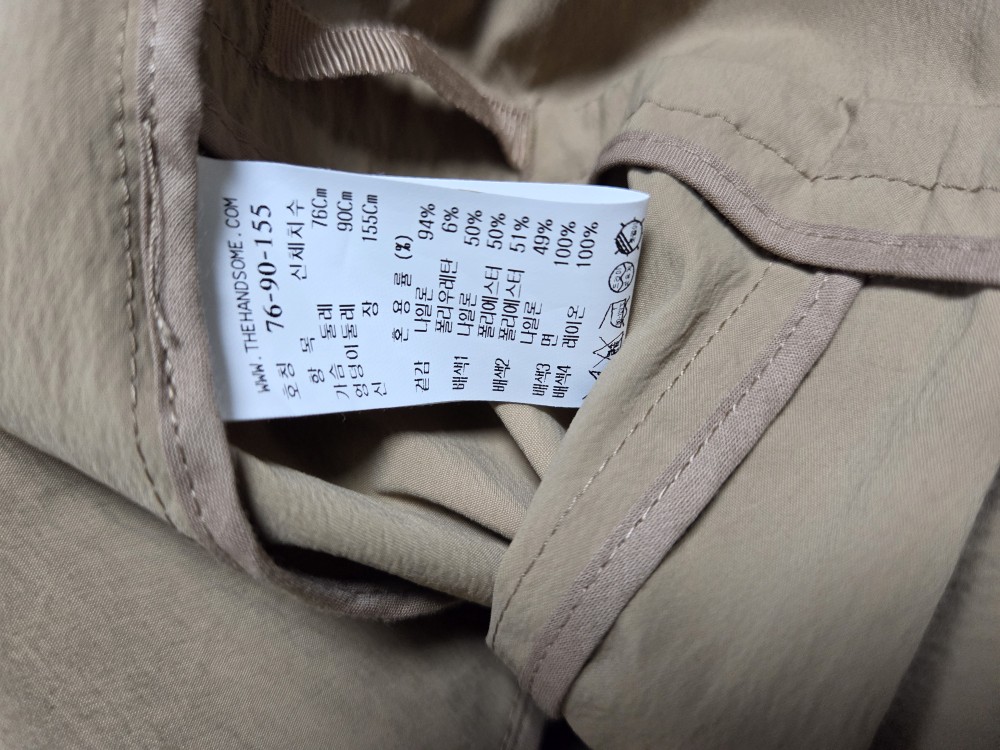 WWW.THEHANDSOME.COM
호칭 76-90-155
항 목 신체치수
가슴 둘레 76Cm
엉덩이둘레 90Cm
신 장 155Cm
혼 용 률 (%)
겉감 나일론 94%
폴리우레탄 6%
배색1 나일론 50%
폴리에스터 50%
배색2 폴리에스터 51%
나일론 49%
배색3 면 100%
배색4 레이온 100%